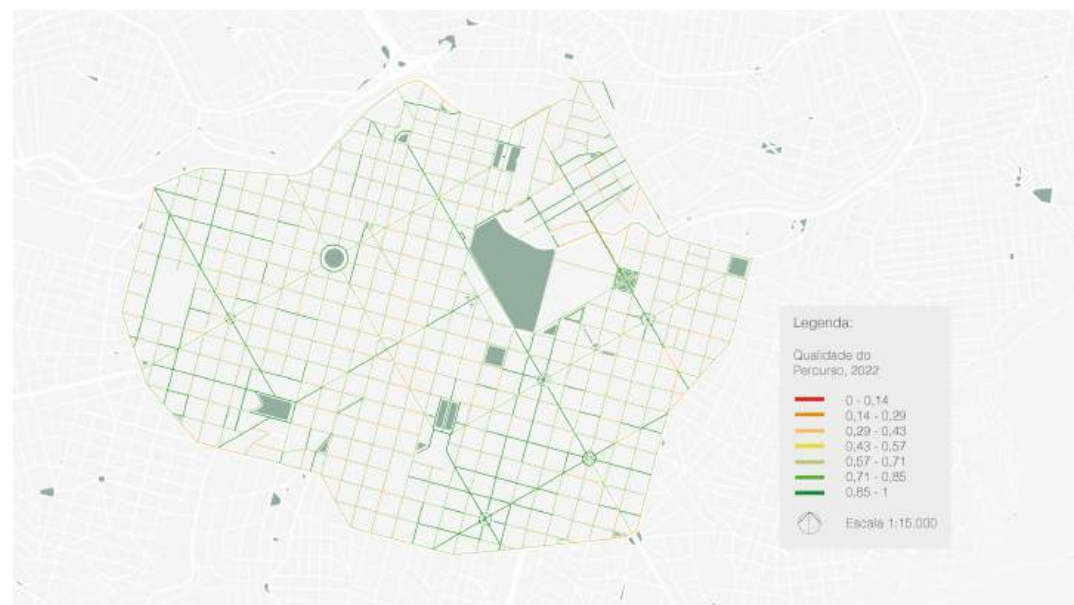 Legenda:
Qualidade do
Percurso, 2022
0 - 0,14
0,14 - 0,29
0,29 - 0,43
0,43 - 0,57
0,57 - 0,71
0,71 - 0,85
0,85 - 1
Escala 1:15.000